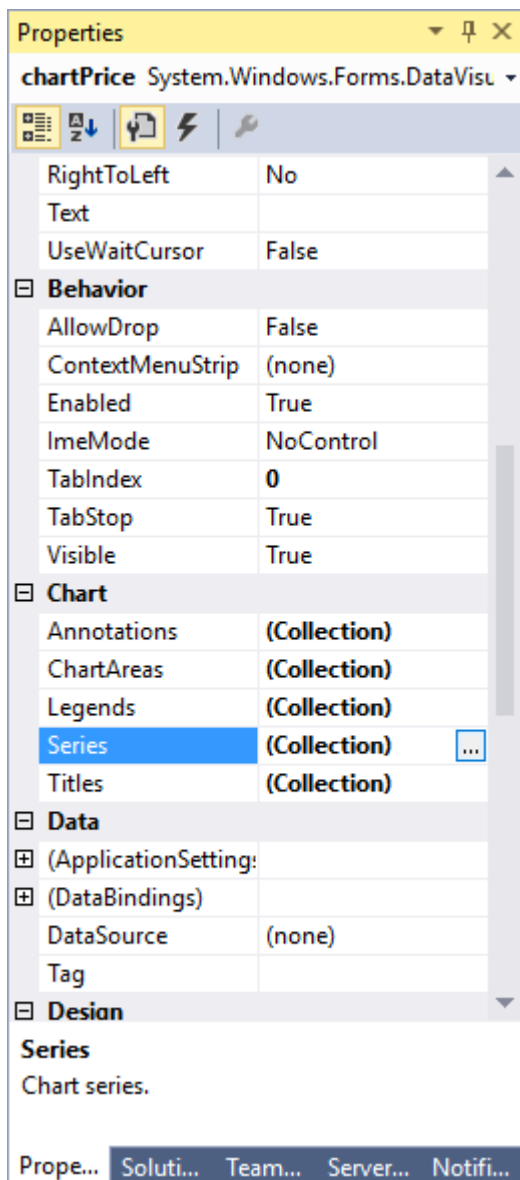 Properties
chartPrice System.Windows.Forms.DataVisu
RightToLeft No
Text
UseWaitCursor False
Behavior
AllowDrop False
ContextMenuStrip (none)
Enabled True
ImeMode NoControl
TabIndex 0
TabStop True
Visible True
Chart
Annotations (Collection)
ChartAreas (Collection)
Legends (Collection)
Series (Collection) ...
Titles (Collection)
Data
(ApplicationSettings
(DataBindings)
DataSource (none)
Tag
Design
Series
Chart series.
Prope... Soluti... Team... Server... Notifi...